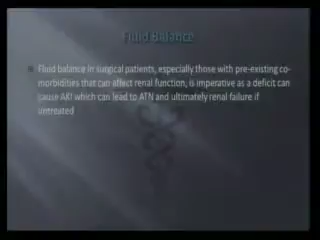 Fluid Balance
Fluid balance in surgical patients, especially those with pre-existing co-
morbidities that can affect renal function, is imperative as a deficit can
cause AKI which can lead to ATN and ultimately renal failure if
untreated